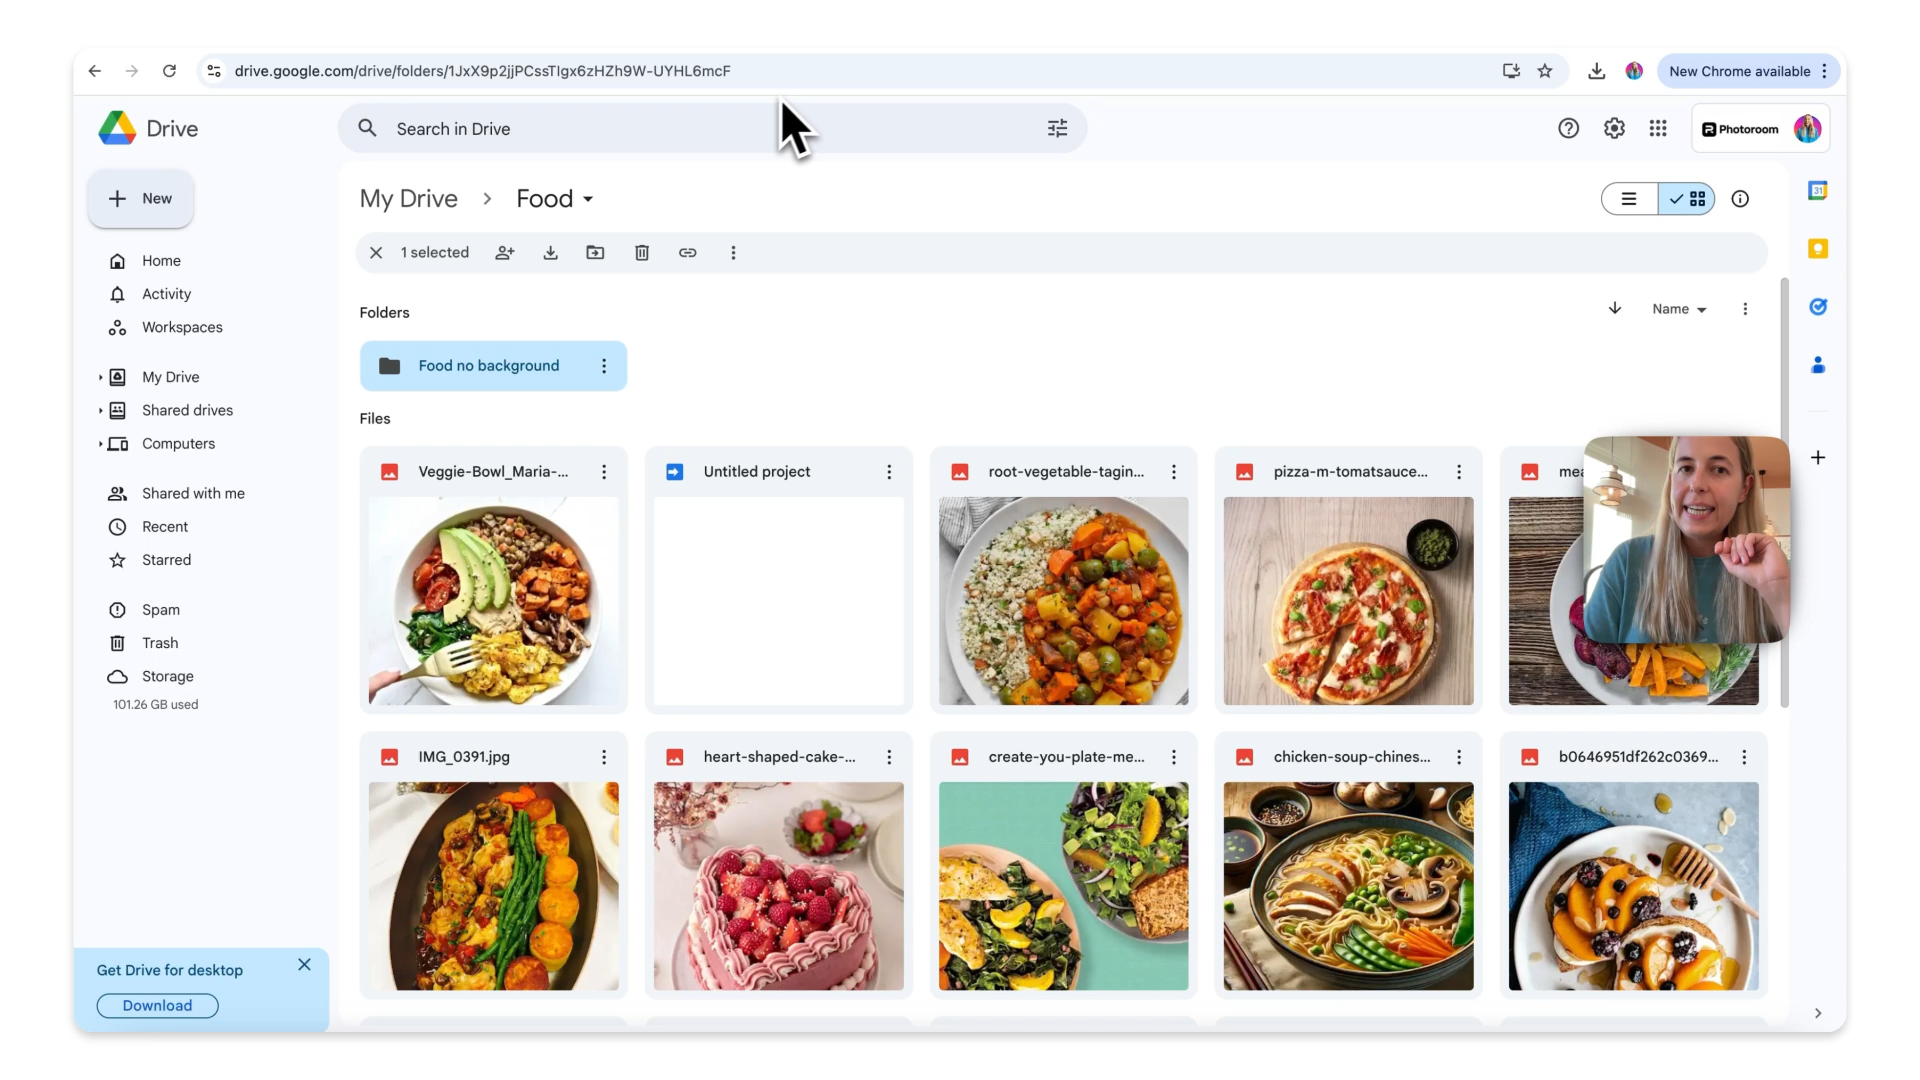 drive.google.com/drive/folders/1JxX9p2jjPCssTIgx6zHZh9W-UYHL6mcF
New Chrome available
Drive
Search in Drive
Photoroom
New
My Drive
Food
31
1 selected
Home
Activity
Workspaces
My Drive
Shared drives
Computers
Shared with me
Recent
Starred
Spam
Trash
Storage
101.26 GB used
Folders
Name
Food no background
Files
Veggie-Bowl_Maria-...
Untitled project
root-vegetable-tagin...
pizza-m-tomatsauce...
IMG_0391.jpg
heart-shaped-cake-...
create-you-plate-me...
chicken-soup-chines...
b0646951df262c0369...
Get Drive for desktop
Download